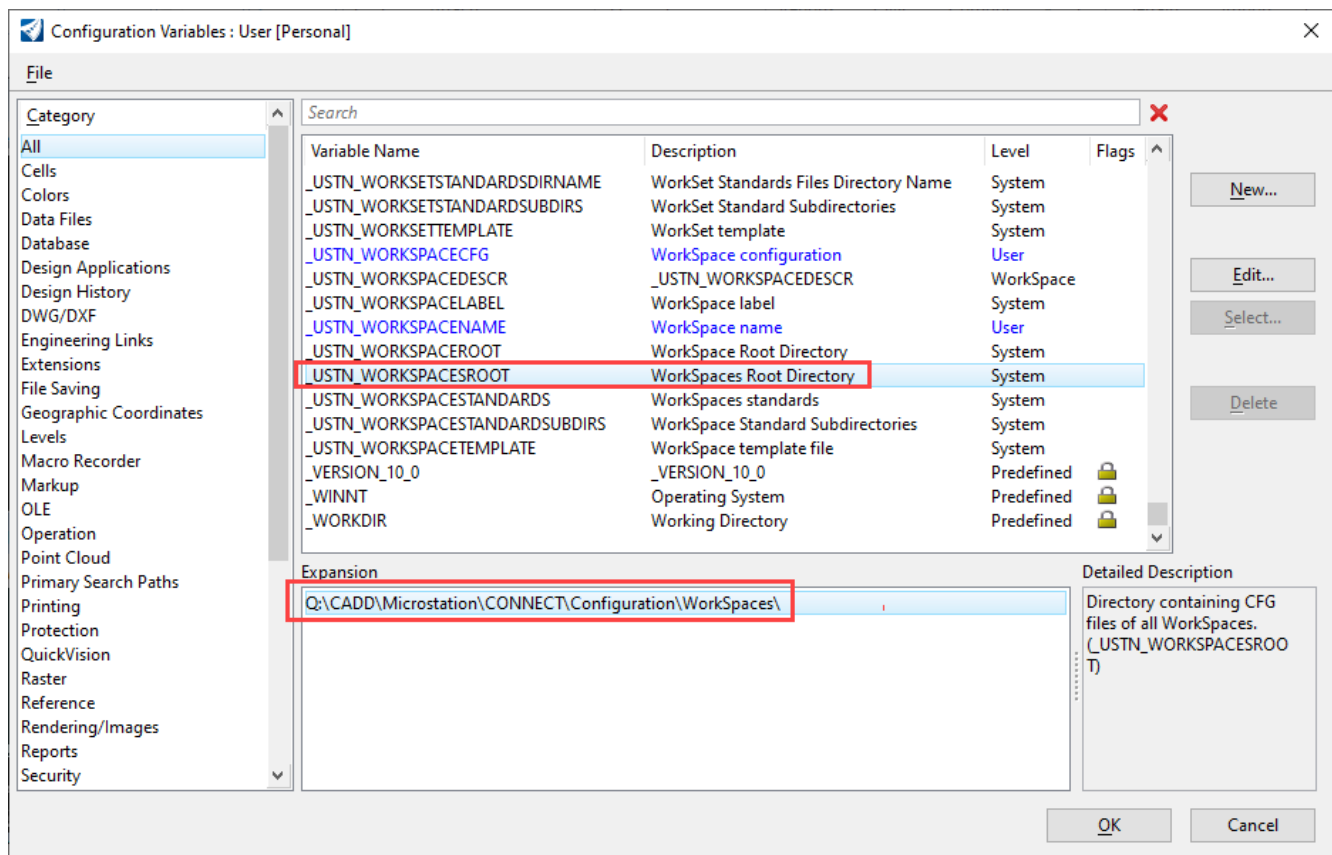 Configuration Variables : User [Personal]
File
Category
All
Cells
Colors
Data Files
Database
Design Applications
Design History
DWG/DXF
Engineering Links
Extensions
File Saving
Geographic Coordinates
Levels
Macro Recorder
Markup
OLE
Operation
Point Cloud
Primary Search Paths
Printing
Protection
QuickVision
Raster
Reference
Rendering/Images
Reports
Security
Search
Variable Name Description Level Flags
_USTN_WORKSETSTANDARDSDIRNAME WorkSet Standards Files Directory Name System
_USTN_WORKSETSTANDARDSUBDIRS WorkSet Standard Subdirectories System
_USTN_WORKSETTEMPLATE WorkSet template System
_USTN_WORKSPACECFG WorkSpace configuration User
_USTN_WORKSPACEDESCR _USTN_WORKSPACEDESCR WorkSpace
_USTN_WORKSPACELABEL WorkSpace label System
_USTN_WORKSPACENAME WorkSpace name User
_USTN_WORKSPACEROOT WorkSpace Root Directory System
_USTN_WORKSPACESROOT WorkSpaces Root Directory System
_USTN_WORKSPACESTANDARDS WorkSpaces standards System
_USTN_WORKSPACESTANDARDSUBDIRS WorkSpace Standard Subdirectories System
_USTN_WORKSPACETEMPLATE WorkSpace template file System
_VERSION_10_0 _VERSION_10_0 Predefined
_WINNT Operating System Predefined
_WORKDIR Working Directory Predefined
New...
Edit...
Select...
Delete
Expansion
Q:\CADD\Microstation\CONNECT\Configuration\WorkSpaces\
Detailed Description
Directory containing CFG
files of all WorkSpaces.
(_USTN_WORKSPACESROO
T)
OK
Cancel